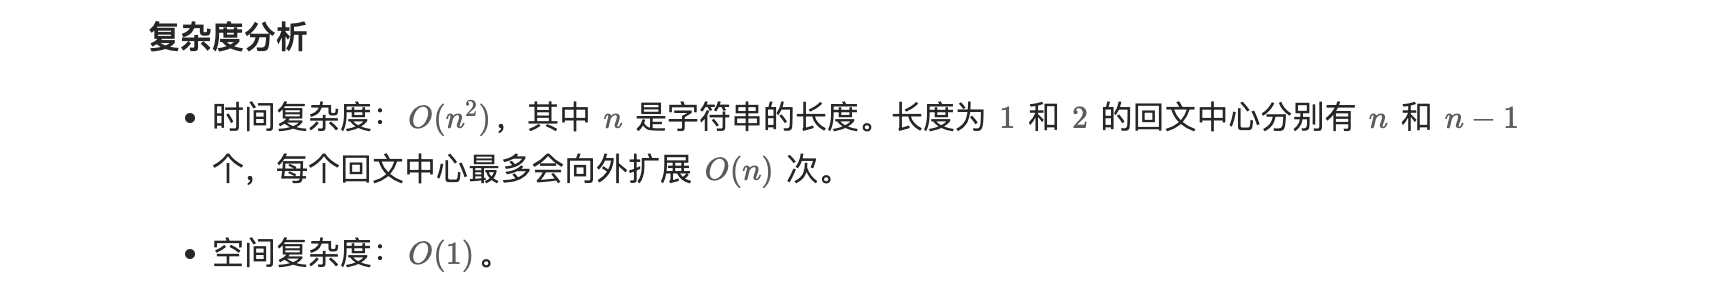 复杂度分析
• 时间复杂度：O(n²)，其中 n 是字符串的长度。长度为 1 和 2 的回文中心分别有 n 和 n − 1
个，每个回文中心最多会向外扩展 O(n) 次。
• 空间复杂度：O(1)。